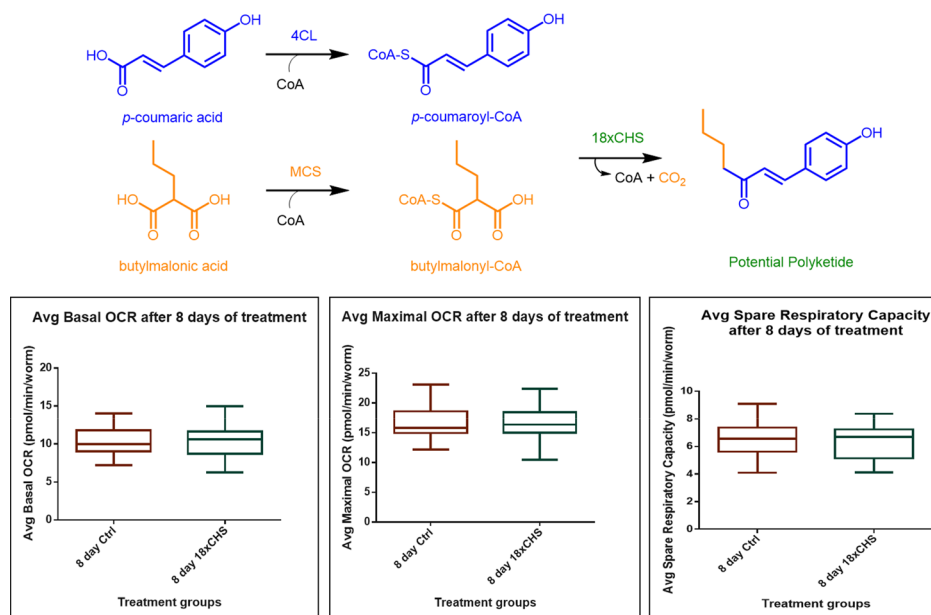 OH
HO
O
4CL
CoA
CoA-S
O
OH
p-coumaric acid
p-coumaroyl-CoA
HO
OH
O
O
MCS
CoA
CoA-S
OH
O
O
18xCHS
CoA + CO2
O
OH
butylmalonic acid
butylmalonyl-CoA
Potential Polyketide
Avg Basal OCR after 8 days of treatment
Avg Basal OCR (pmol/min/worm)
20
15
10
5
0
8 day Ctrl
8 day 18xCHS
Treatment groups
Avg Maximal OCR after 8 days of treatment
Avg Maximal OCR (pmol/min/worm)
25
20
15
10
5
0
8 day Ctrl
8 day 18xCHS
Treatment groups
Avg Spare Respiratory Capacity
after 8 days of treatment
Avg Spare Respiratory Capacity (pmol/min/worm)
10
8
6
4
2
0
8 day Ctrl
8 day 18xCHS
Treatment groups